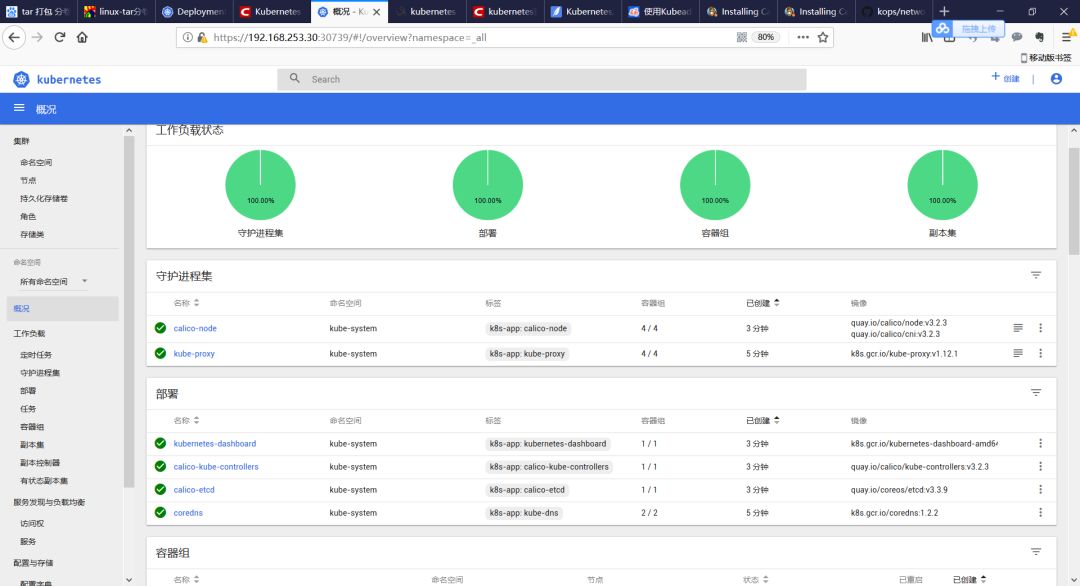 tar 打包 分卷
linux-tar分卷
Deployment
Kubernetes
概况 - Ku
kubernetes
kubernetes
Kubernetes
使用Kubead
Installing C
Installing C
kops/netwo
https://192.168.253.30:30739/#!/overview?namespace=_all
80%
拖拽上传
移动版书签
kubernetes
Search
+ 创建
概况
集群
命名空间
节点
持久化存储卷
角色
存储类
命名空间
所有命名空间
概况
工作负载
定时任务
守护进程集
部署
任务
容器组
副本集
副本控制器
有状态副本集
服务发现与负载均衡
访问权
服务
配置与存储
配置字典
工作负载状态
100.00% 100.00% 100.00% 100.00%
守护进程集 部署 容器组 副本集
守护进程集
名称 命名空间 标签 容器组 已创建 镜像
calico-node kube-system k8s-app: calico-node 4 / 4 3 分钟 quay.io/calico/node:v3.2.3
quay.io/calico/cni:v3.2.3
kube-proxy kube-system k8s-app: kube-proxy 4 / 4 5 分钟 k8s.gcr.io/kube-proxy:v1.12.1
部署
名称 命名空间 标签 容器组 已创建 镜像
kubernetes-dashboard kube-system k8s-app: kubernetes-dashboard 1 / 1 3 分钟 k8s.gcr.io/kubernetes-dashboard-amd64
calico-kube-controllers kube-system k8s-app: calico-kube-controllers 1 / 1 3 分钟 quay.io/calico/kube-controllers:v3.2.3
calico-etcd kube-system k8s-app: calico-etcd 1 / 1 3 分钟 quay.io/coreos/etcd:v3.3.9
coredns kube-system k8s-app: kube-dns 2 / 2 5 分钟 k8s.gcr.io/coredns:1.2.2
容器组
名称 命名空间 节点 状态 已重启 已创建